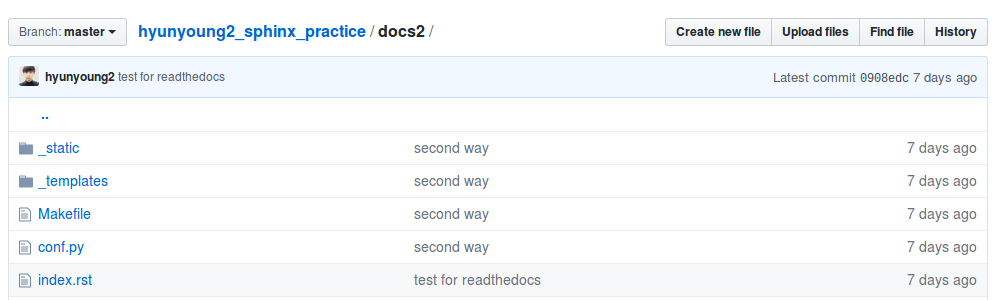 Branch: master hyunyoung2_sphinx_practice / docs2 / Create new file Upload files Find file History
hyunyoung2 test for readthedocs Latest commit 0908edc 7 days ago
..
_static second way 7 days ago
_templates second way 7 days ago
Makefile second way 7 days ago
conf.py second way 7 days ago
index.rst test for readthedocs 7 days ago